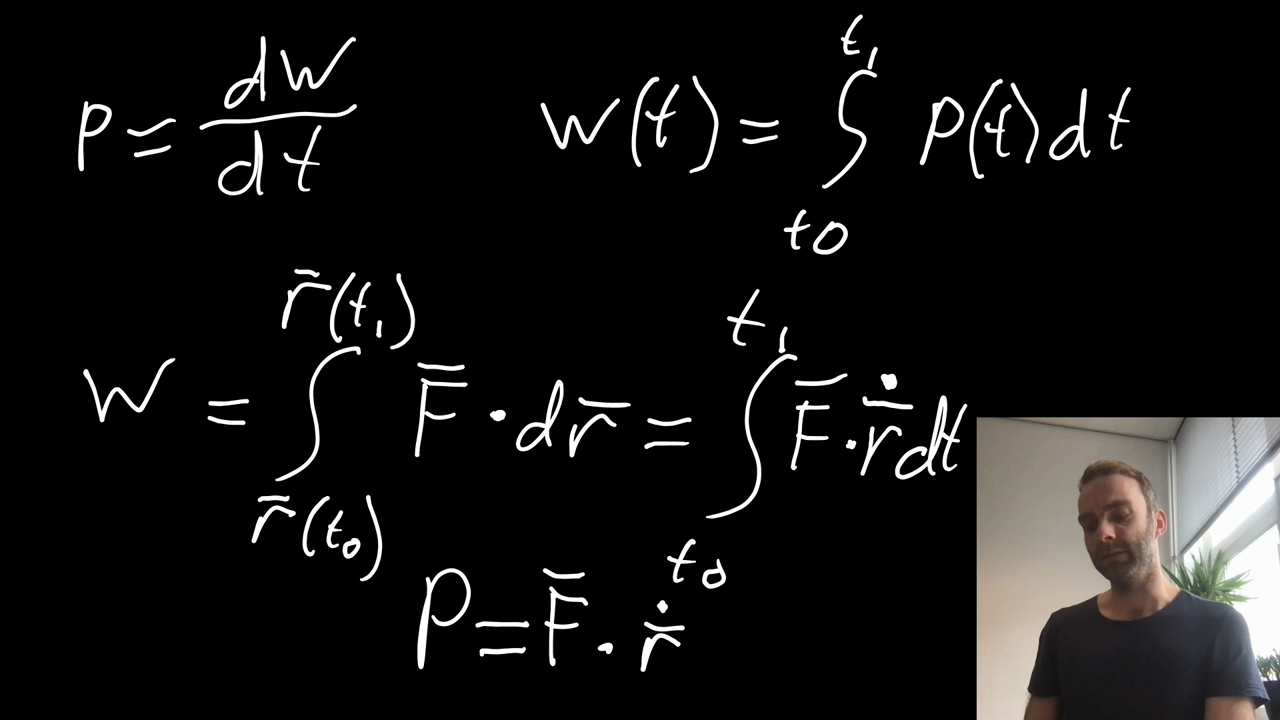 P = dW/dt
W(t) = ∫_{t0}^{t₁} P(t) dt
W = ∫_{r̄(t₀)}^{r̄(t₁)} F̄ · dr̄ = ∫_{t₀}^{t₁} F̄ · ṙ̄ dt
P = F̄ · ṙ̄